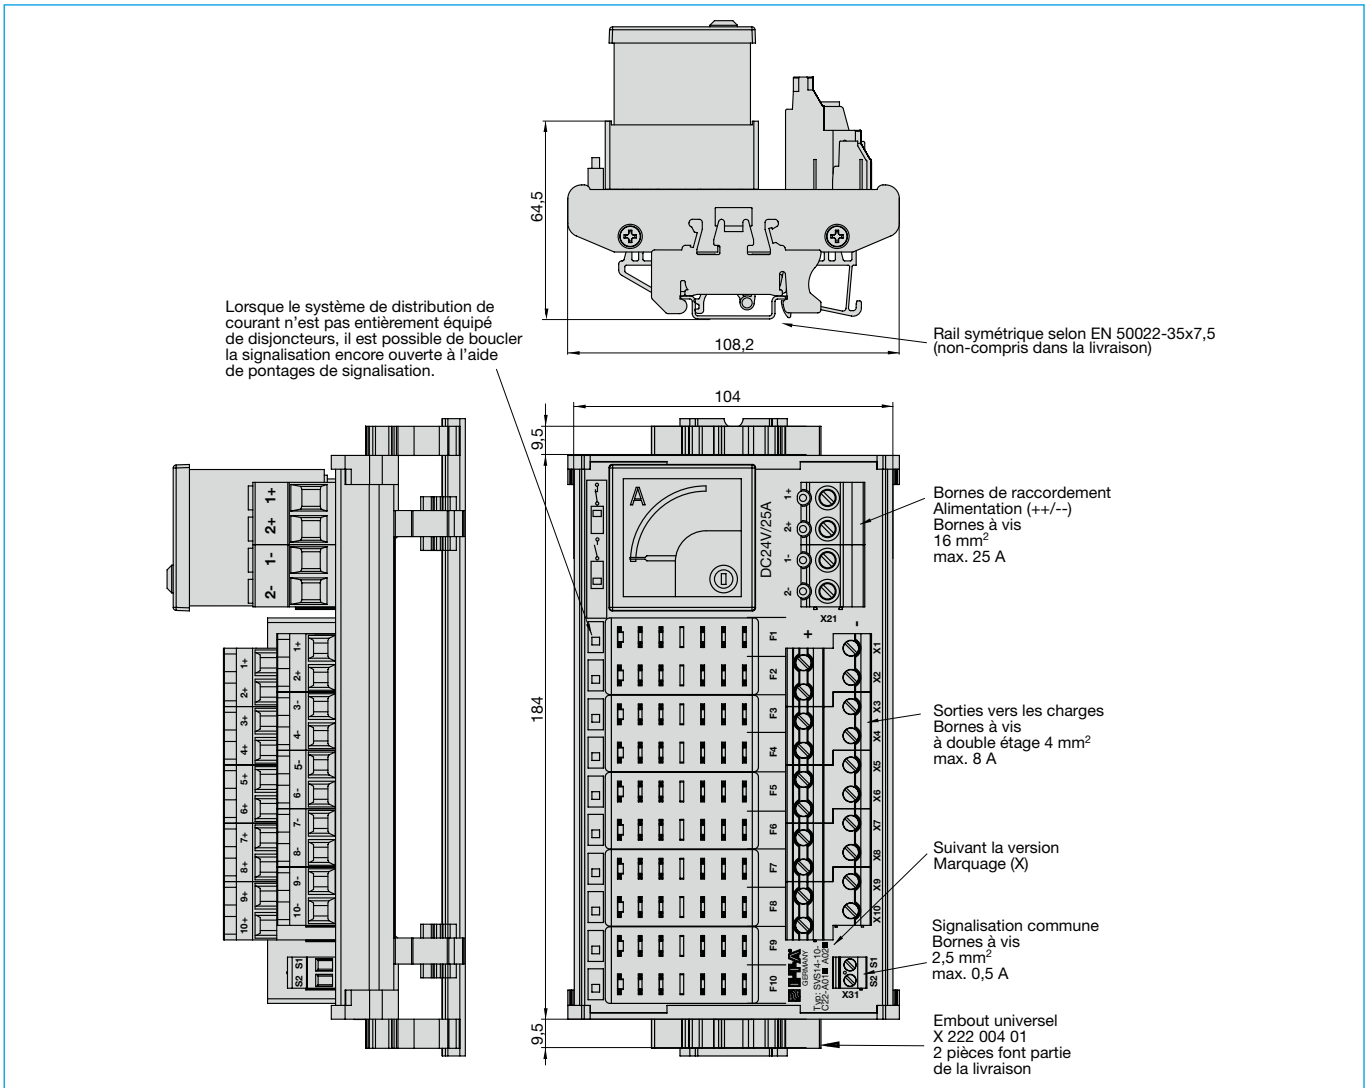 64,5
108,2
Lorsque le système de distribution de
courant n'est pas entièrement équipé
de disjoncteurs, il est possible de boucler
la signalisation encore ouverte à l'aide
de pontages de signalisation.
Rail symétrique selon EN 50022-35x7,5
(non-compris dans la livraison)
104
9,5
184
9,5
1+
2+
1-
2-
1+
2+
3+
4+
5+
6+
7+
8+
9+
10+
1+
2+
3-
4-
5-
6-
7-
8-
9-
10-
S1
S2
A
DC24V/25A
1+
2+
1-
2-
X21
+
-
F1
F2
F3
F4
F5
F6
F7
F8
F9
F10
X1
X2
X3
X4
X5
X6
X7
X8
X9
X10
GERMANY
Typ: SVS14-10-
C22-A01 A02
S1
S2
X31
Bornes de raccordement
Alimentation (++/--)
Bornes à vis
16 mm²
max. 25 A
Sorties vers les charges
Bornes à vis
à double étage 4 mm²
max. 8 A
Suivant la version
Marquage (X)
Signalisation commune
Bornes à vis
2,5 mm²
max. 0,5 A
Embout universel
X 222 004 01
2 pièces font partie
de la livraison